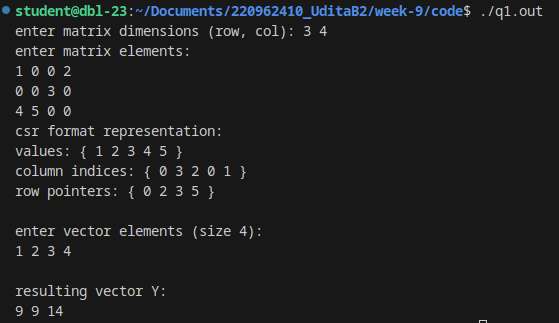 student@dbl-23:~/Documents/220962410_UditaB2/week-9/code$ ./q1.out
enter matrix dimensions (row, col): 3 4
enter matrix elements:
1 0 0 2
0 0 3 0
4 5 0 0
csr format representation:
values: { 1 2 3 4 5 }
column indices: { 0 3 2 0 1 }
row pointers: { 0 2 3 5 }
enter vector elements (size 4):
1 2 3 4
resulting vector Y:
9 9 14